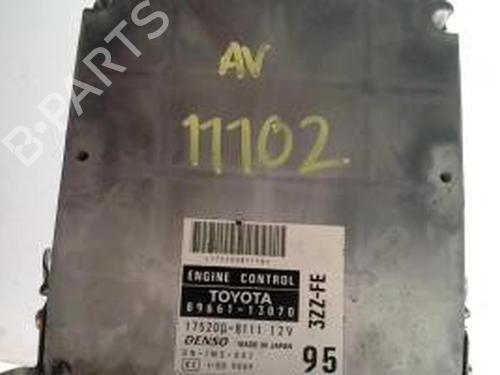 B-PARTS
AV
11102
ENGINE CONTROL
TOYOTA
89661-13070
175200-8111 12V
DENSO MADE IN JAPAN
3ZZ-FE
95